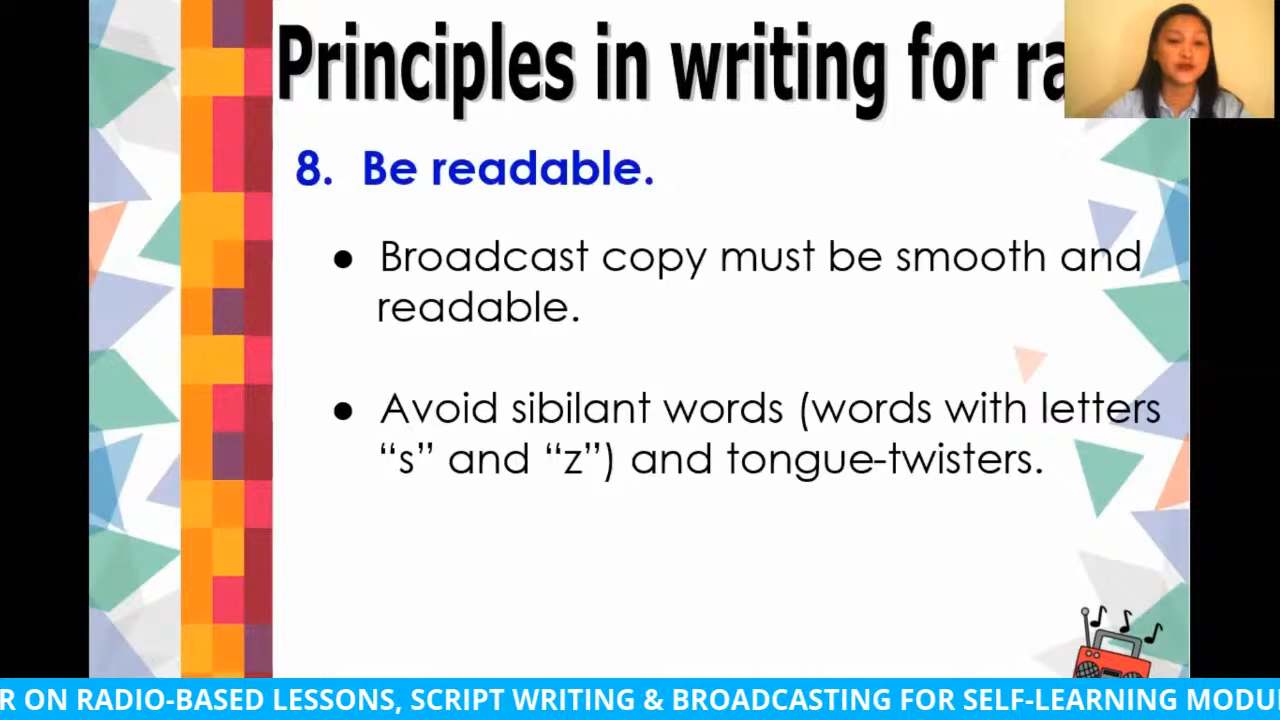 Principles in writing for ra
8. Be readable.
● Broadcast copy must be smooth and
readable.
● Avoid sibilant words (words with letters
“s” and “z”) and tongue-twisters.
R ON RADIO-BASED LESSONS, SCRIPT WRITING & BROADCASTING FOR SELF-LEARNING MODU